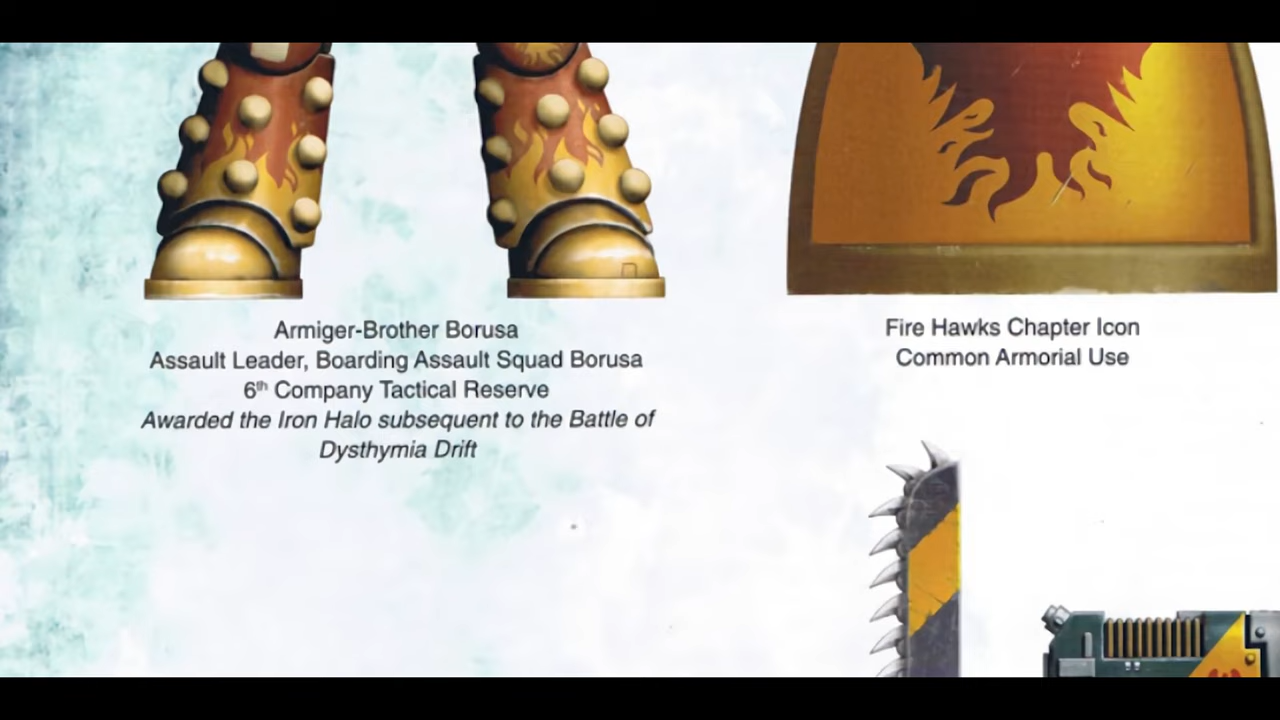 Armiger-Brother Borusa
Assault Leader, Boarding Assault Squad Borusa
6th Company Tactical Reserve
Awarded the Iron Halo subsequent to the Battle of
Dysthymia Drift
Fire Hawks Chapter Icon
Common Armorial Use